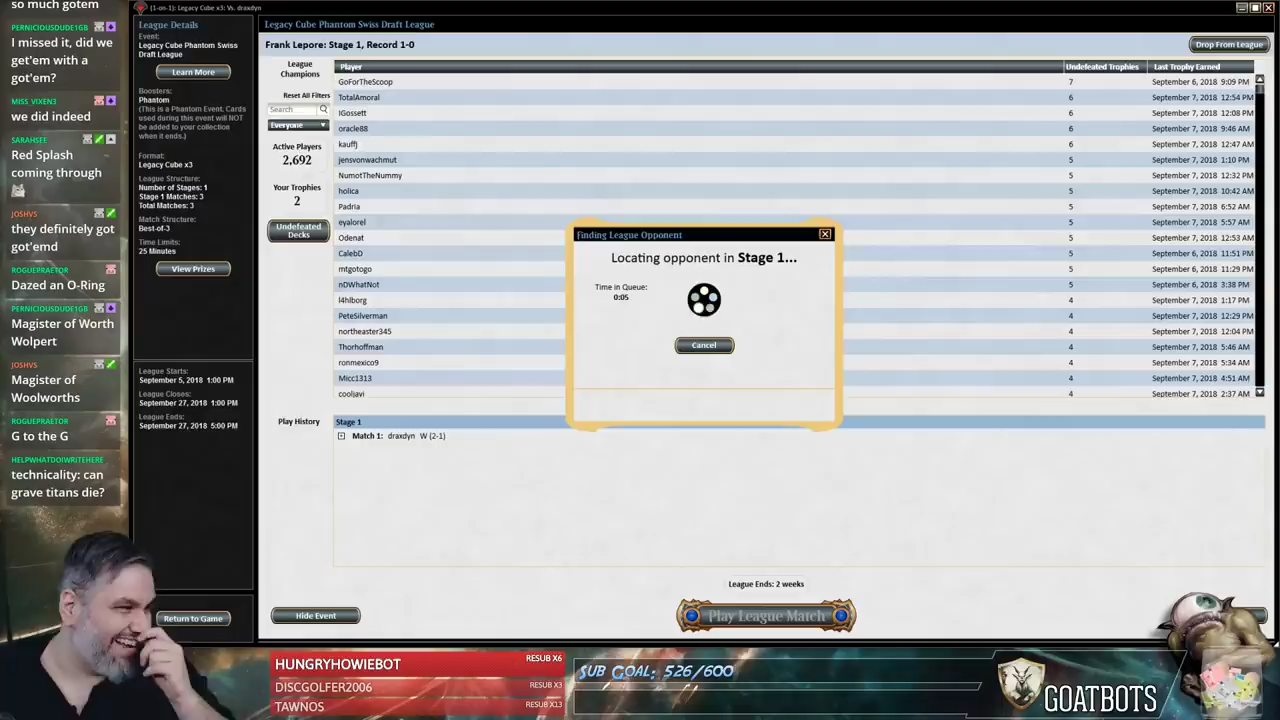 so much gotem
PERNICIOUSDUDE1GB
I missed it, did we
get'em with a
got'em?
MISS_VIXEN3
we did indeed
SARAHSEE
Red Splash
coming through
JOSHVS
they definitely got
got'emd
ROGUEPRAETOR
Dazed an O-Ring
PERNICIOUSDUDE1GB
Magister of Worth
Wolpert
JOSHVS
Magister of
Woolworths
ROGUEPRAETOR
G to the G
HELPWHATDOIWRITEHERE
technicality: can
grave titans die?
(1-on-1): Legacy Cube x3: Vs. draxdyn
League Details
Event:
Legacy Cube Phantom Swiss
Draft League
Learn More
Boosters:
Phantom
(This is a Phantom Event. Cards
used during this event will NOT
be added to your collection
when it ends.)
Format:
Legacy Cube x3
League Structure:
Number of Stages: 1
Stage 1 Matches: 3
Total Matches: 3
Match Structure:
Best-of-3
Time Limits:
25 Minutes
View Prizes
League Starts:
September 5, 2018 1:00 PM
League Closes:
September 27, 2018 1:00 PM
League Ends:
September 27, 2018 5:00 PM
Return to Game
Legacy Cube Phantom Swiss Draft League
Frank Lepore: Stage 1, Record 1-0
Drop From League
League
Champions
Reset All Filters
Search
Everyone
Active Players
2,692
Your Trophies
2
Undefeated
Decks
Player Undefeated Trophies Last Trophy Earned
GoForTheScoop 7 September 6, 2018 9:09 PM
TotalAmoral 6 September 7, 2018 12:54 PM
IGossett 6 September 7, 2018 12:08 PM
oracle88 6 September 7, 2018 9:46 AM
kauffj 6 September 7, 2018 12:47 AM
jensvonwachmut 5 September 7, 2018 1:10 PM
NumotTheNummy 5 September 7, 2018 12:32 PM
holica 5 September 7, 2018 10:42 AM
Padria 5 September 7, 2018 6:52 AM
eyalorel 5 September 7, 2018 5:57 AM
Odenat 5 September 7, 2018 12:53 AM
CalebD 5 September 6, 2018 11:51 PM
mtgotogo 5 September 6, 2018 11:29 PM
nDWhatNot 5 September 6, 2018 3:38 PM
l4hlborg 4 September 7, 2018 1:17 PM
PeteSilverman 4 September 7, 2018 12:29 PM
northeaster345 4 September 7, 2018 12:04 PM
Thorhoffman 4 September 7, 2018 5:46 AM
ronmexico9 4 September 7, 2018 5:34 AM
Micc1313 4 September 7, 2018 4:51 AM
cooljavi 4 September 7, 2018 2:37 AM
Finding League Opponent
Locating opponent in Stage 1...
Time in Queue:
0:05
Cancel
Play History
Stage 1
Match 1: draxdyn W (2-1)
League Ends: 2 weeks
Hide Event
Play League Match
HUNGRYHOWIEBOT RESUB X6
DISCGOLFER2006 RESUB X3
TAWNOS RESUB X13
SUB GOAL: 526/600
GOATBOTS